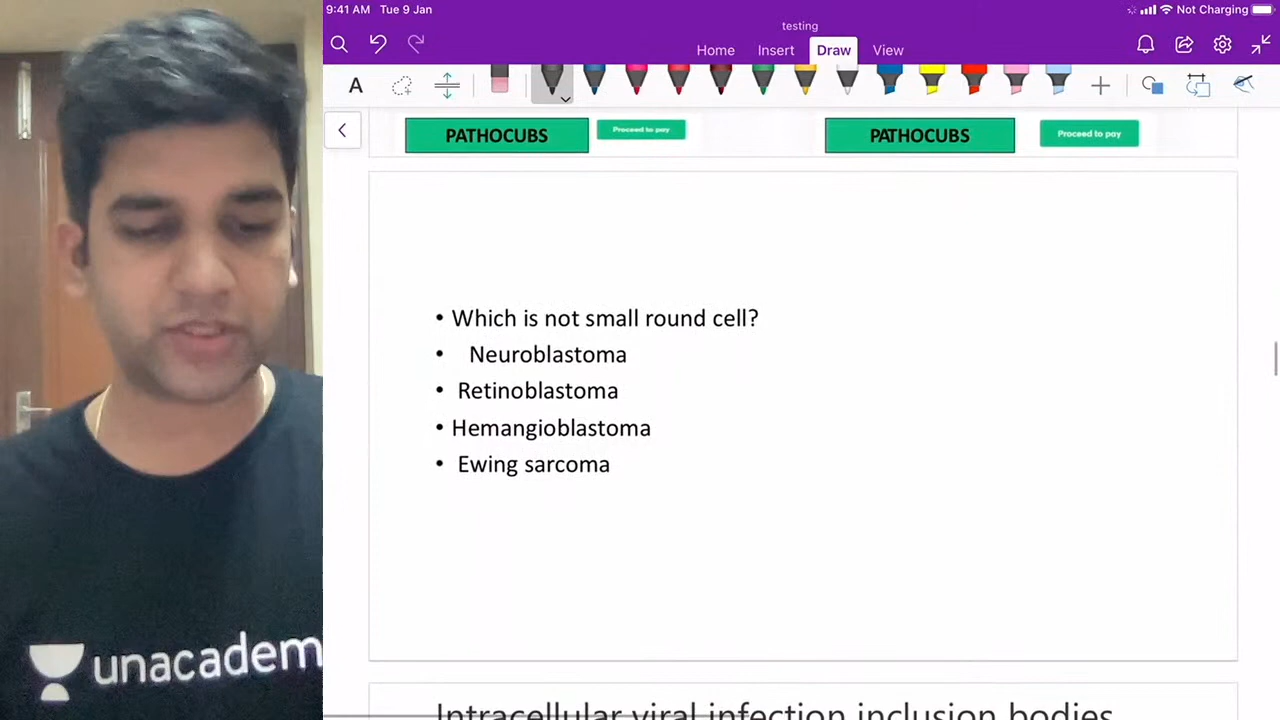 9:41 AM Tue 9 Jan
Not Charging
testing
Home Insert Draw View
A
PATHOCUBS Proceed to pay PATHOCUBS Proceed to pay
• Which is not small round cell?
• Neuroblastoma
• Retinoblastoma
• Hemangioblastoma
• Ewing sarcoma
unacadem
Intracellular viral infection inclusion bodies